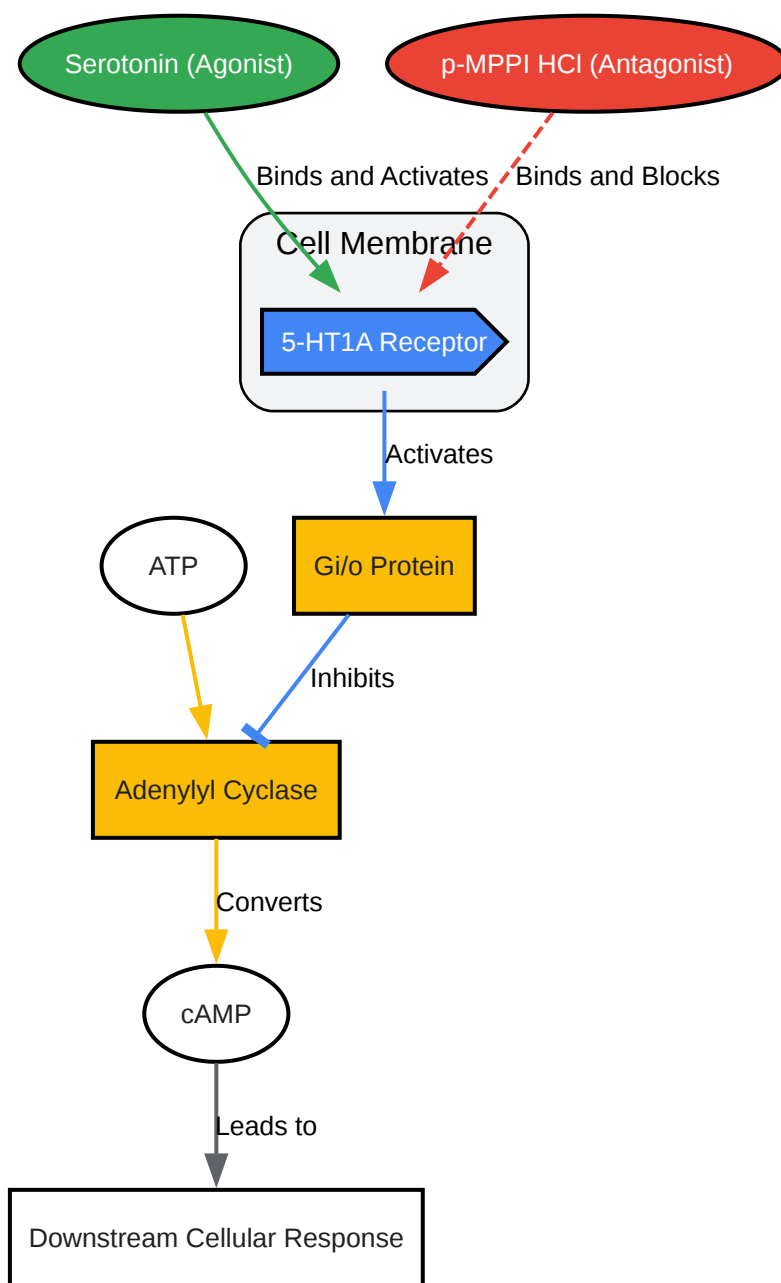 Serotonin (Agonist)
p-MPPI HCl (Antagonist)
Binds and Activates
Binds and Blocks
Cell Membrane
5-HT1A Receptor
Activates
ATP
Gi/o Protein
Inhibits
Adenylyl Cyclase
Converts
cAMP
Leads to
Downstream Cellular Response